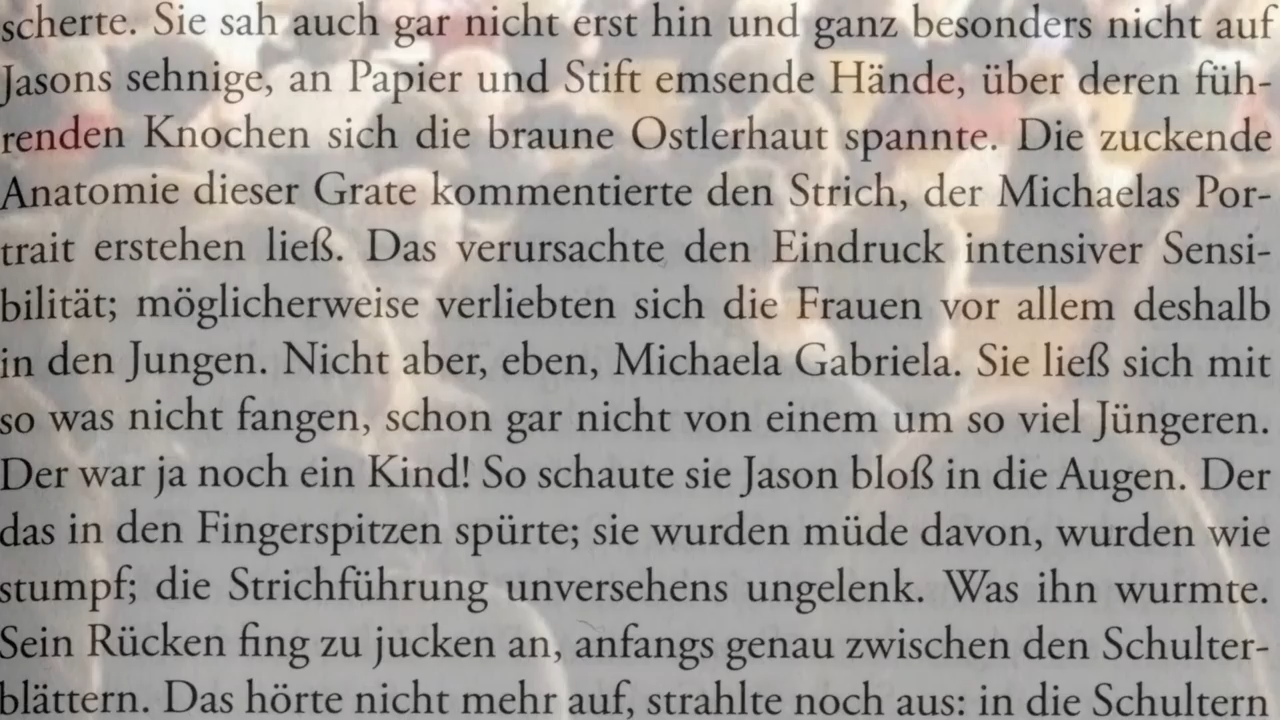 scherte. Sie sah auch gar nicht erst hin und ganz besonders nicht auf
Jasons sehnige, an Papier und Stift emsende Hände, über deren füh-
renden Knochen sich die braune Ostlerhaut spannte. Die zuckende
Anatomie dieser Grate kommentierte den Strich, der Michaelas Por-
trait erstehen ließ. Das verursachte den Eindruck intensiver Sensi-
bilität; möglicherweise verliebten sich die Frauen vor allem deshalb
in den Jungen. Nicht aber, eben, Michaela Gabriela. Sie ließ sich mit
so was nicht fangen, schon gar nicht von einem um so viel Jüngeren.
Der war ja noch ein Kind! So schaute sie Jason bloß in die Augen. Der
das in den Fingerspitzen spürte; sie wurden müde davon, wurden wie
stumpf; die Strichführung unversehens ungelenk. Was ihn wurmte.
Sein Rücken fing zu jucken an, anfangs genau zwischen den Schulter-
blättern. Das hörte nicht mehr auf, strahlte noch aus: in die Schultern